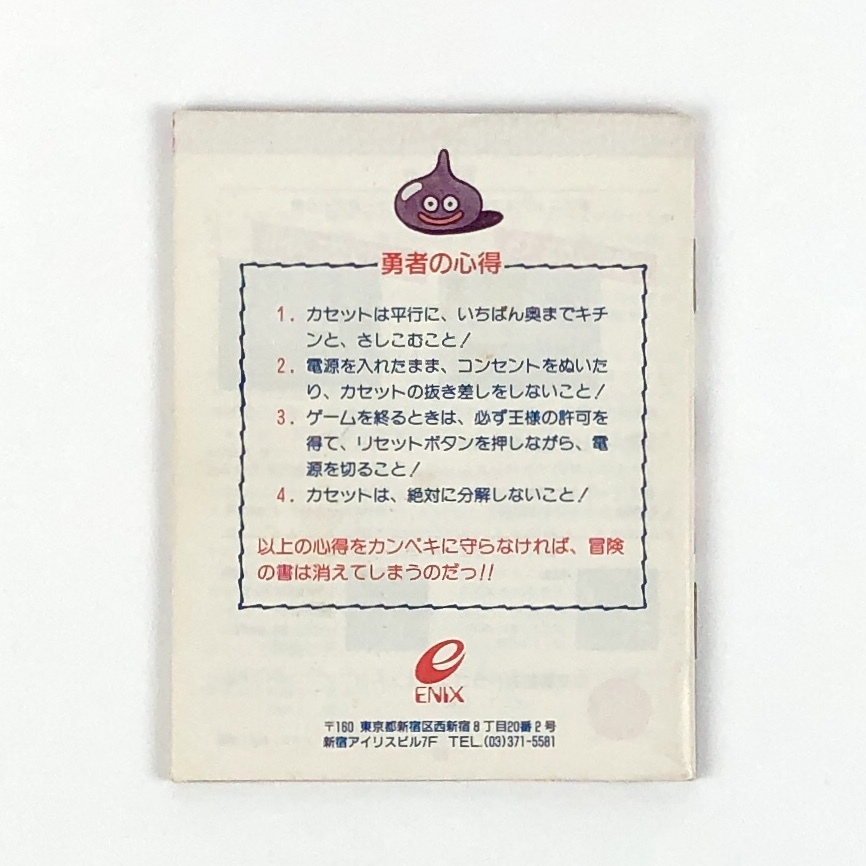 勇者の心得
1. カセットは平行に、いちばん奥までキチ
ンと、さしこむこと!
2. 電源を入れたまま、コンセントをぬいた
り、カセットの抜き差しをしないこと!
3. ゲームを終るときは、必ず王様の許可を
得て、リセットボタンを押しながら、電
源を切ること!
4. カセットは、絶対に分解しないこと!
以上の心得をカンペキに守らなければ、冒険
の書は消えてしまうのだっ!!
ENIX
〒160 東京都新宿区西新宿8丁目20番2号
新宿アイリスビル7F TEL.(03)371-5581